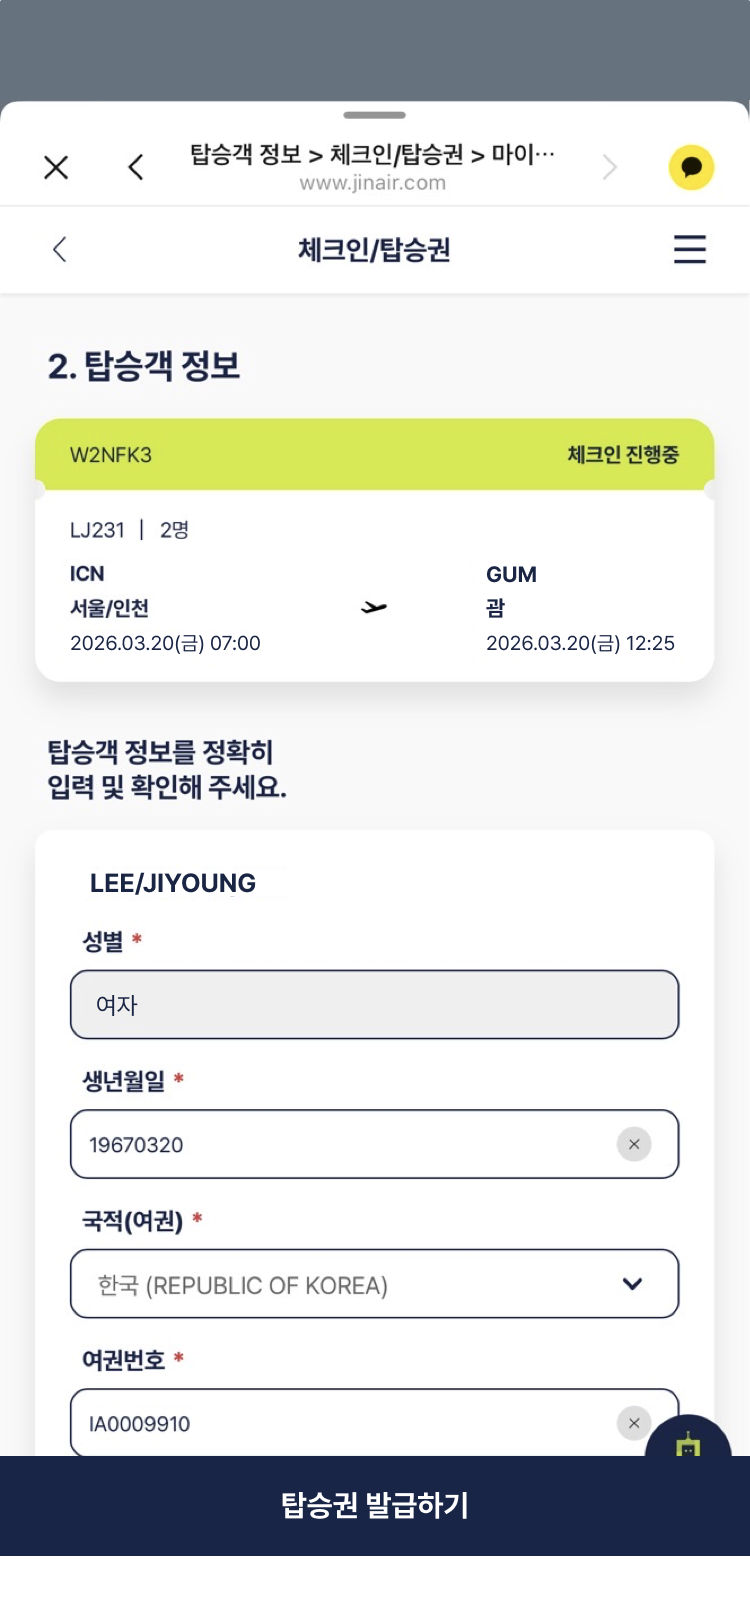 탑승객 정보 > 체크인/탑승권 > 마이…
www.jinair.com
체크인/탑승권
2. 탑승객 정보
W2NFK3 체크인 진행중
LJ231 | 2명
ICN GUM
서울/인천 괌
2026.03.20(금) 07:00 2026.03.20(금) 12:25
탑승객 정보를 정확히
입력 및 확인해 주세요.
LEE/JIYOUNG
성별 *
여자
생년월일 *
19670320
국적(여권) *
한국 (REPUBLIC OF KOREA)
여권번호 *
IA0009910
탑승권 발급하기